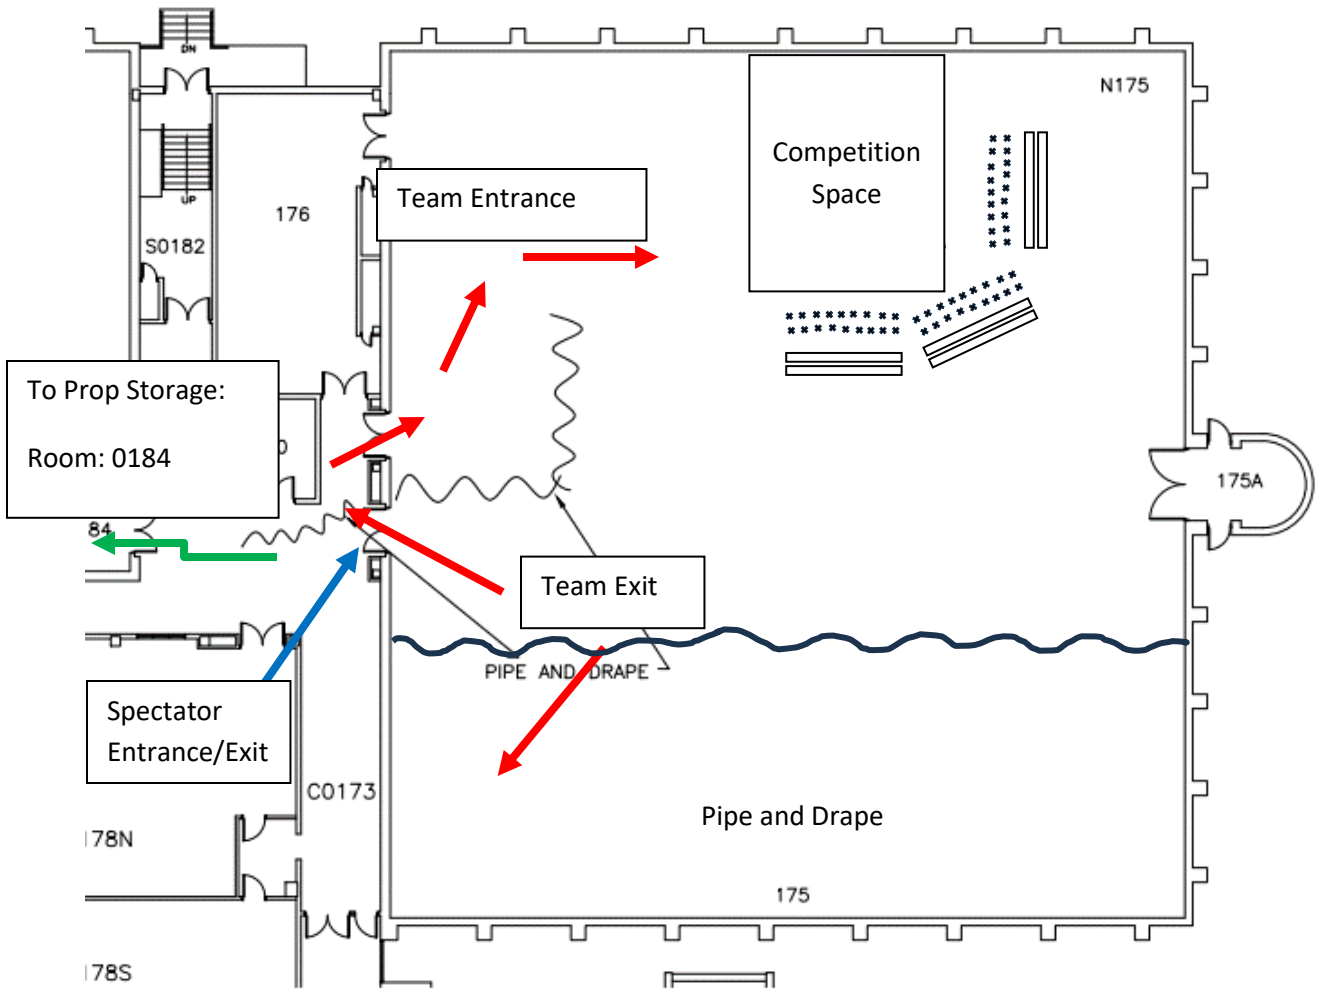 DN
N175
Competition
Space
Team Entrance
176
UP
S0182
To Prop Storage:
Room: 0184
175A
84
Team Exit
PIPE AND DRAPE
Spectator
Entrance/Exit
C0173
Pipe and Drape
178N
175
178S